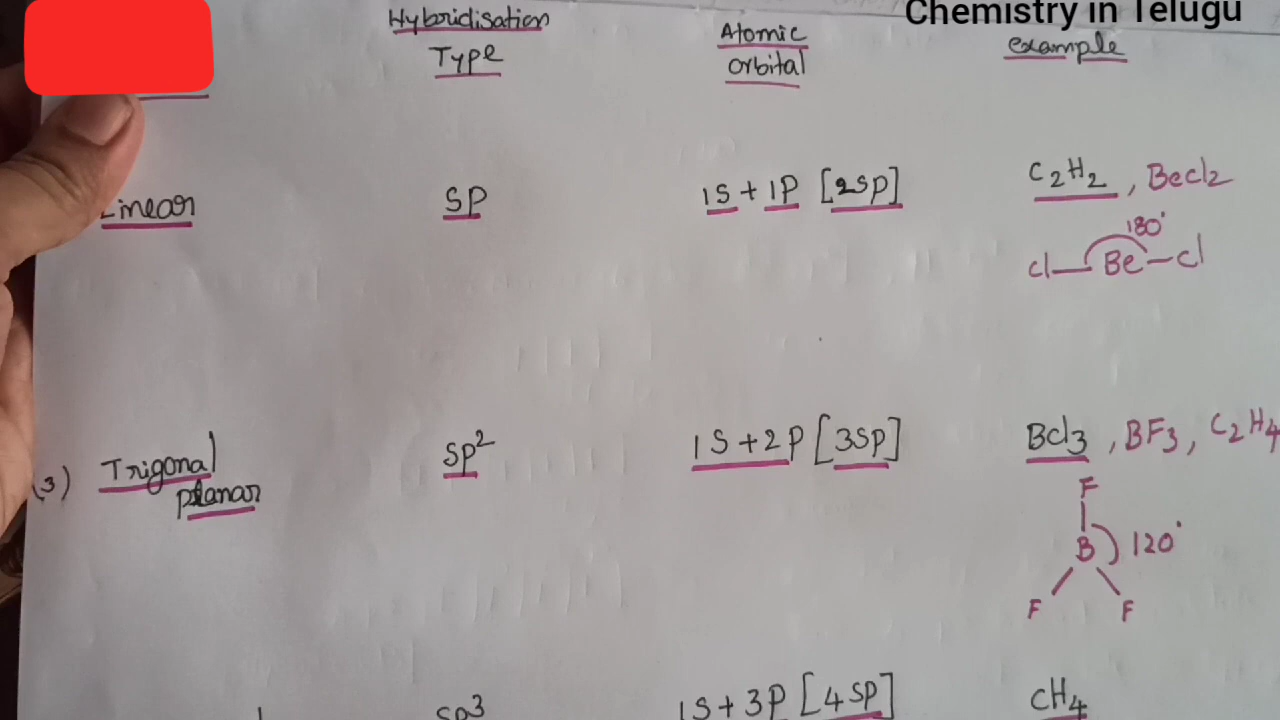 Chemistry in Telugu
Hybridisation Type
Atomic orbital
example
Linear
SP
1S + 1P [2SP]
C2H2, Becl2
180°
cl—Be—cl
(3) Trigonal planar
SP²
1S + 2P [3SP]
Bcl3, BF3, C2H4
F
B 120°
F F
SP³
1S + 3P [4SP]
CH4